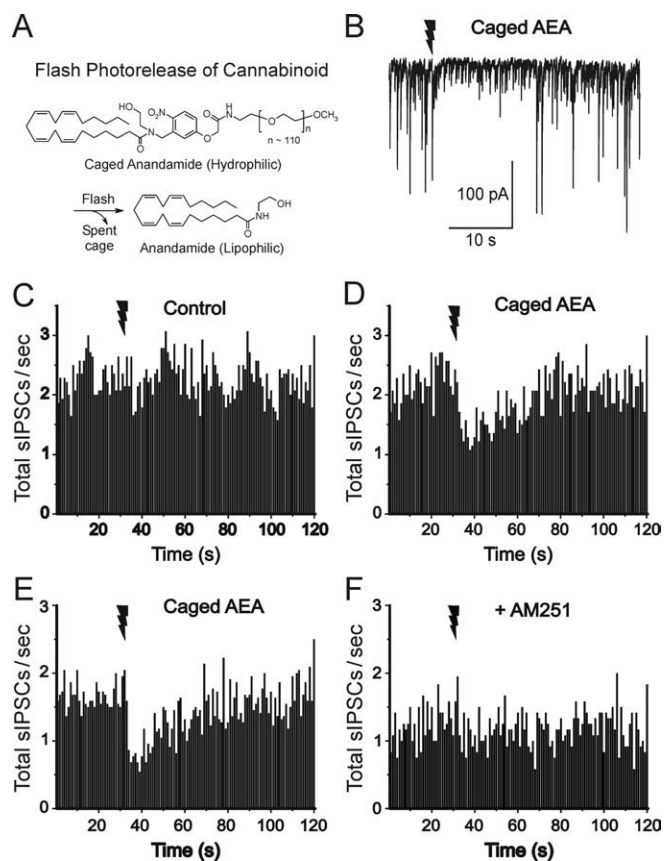 A
Flash Photorelease of Cannabinoid
HO
O₂N
O
N
O
O
H
N
O
O
n
OCH₃
n ~ 110
Caged Anandamide (Hydrophilic)
Flash
Spent
cage
O
N
H
OH
Anandamide (Lipophilic)
B
Caged AEA
100 pA
10 s
C
Control
Total sIPSCs / sec
3
2
1
0
20 40 60 80 100 120
Time (s)
D
Caged AEA
Total sIPSCs / sec
3
2
1
0
20 40 60 80 100 120
Time (s)
E
Caged AEA
Total sIPSCs / sec
3
2
1
0
20 40 60 80 100 120
Time (s)
F
+ AM251
Total sIPSCs / sec
3
2
1
0
20 40 60 80 100 120
Time (s)